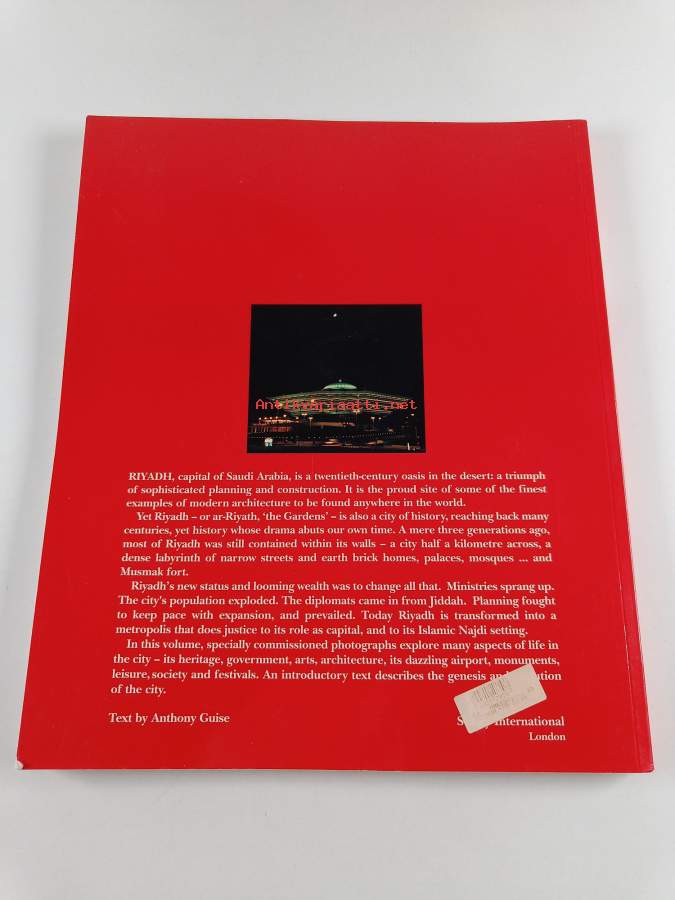 Antikvariaatti.net
RIYADH, capital of Saudi Arabia, is a twentieth-century oasis in the desert: a triumph
of sophisticated planning and construction. It is the proud site of some of the finest
examples of modern architecture to be found anywhere in the world.
Yet Riyadh – or ar-Riyath, ‘the Gardens’ – is also a city of history, reaching back many
centuries, yet history whose drama abuts our own time. A mere three generations ago,
most of Riyadh was still contained within its walls – a city half a kilometre across, a
dense labyrinth of narrow streets and earth brick homes, palaces, mosques ... and
Musmak fort.
Riyadh's new status and looming wealth was to change all that. Ministries sprang up.
The city's population exploded. The diplomats came in from Jiddah. Planning fought
to keep pace with expansion, and prevailed. Today Riyadh is transformed into a
metropolis that does justice to its role as capital, and to its Islamic Najdi setting.
In this volume, specially commissioned photographs explore many aspects of life in
the city – its heritage, government, arts, architecture, its dazzling airport, monuments,
leisure, society and festivals. An introductory text describes the genesis and
of the city.
Text by Anthony Guise
International
London